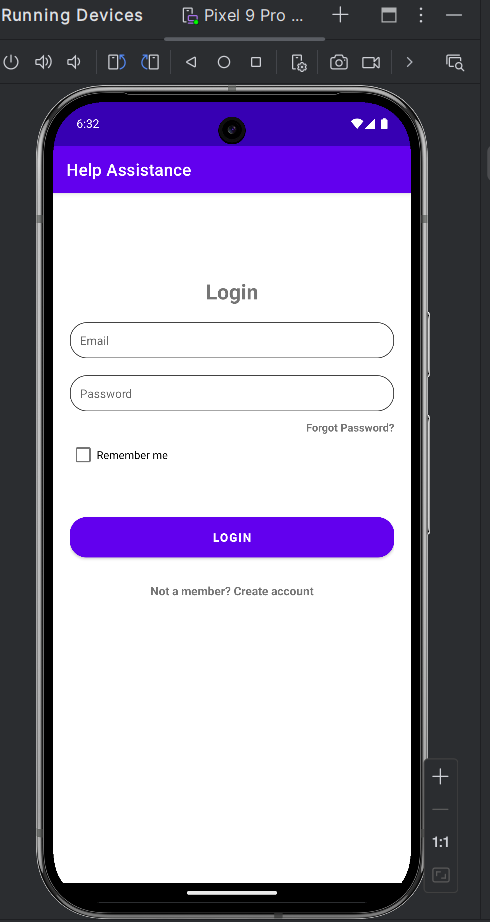 Running Devices
Pixel 9 Pro ...
6:32
Help Assistance
Login
Email
Password
Forgot Password?
Remember me
LOGIN
Not a member? Create account
1:1